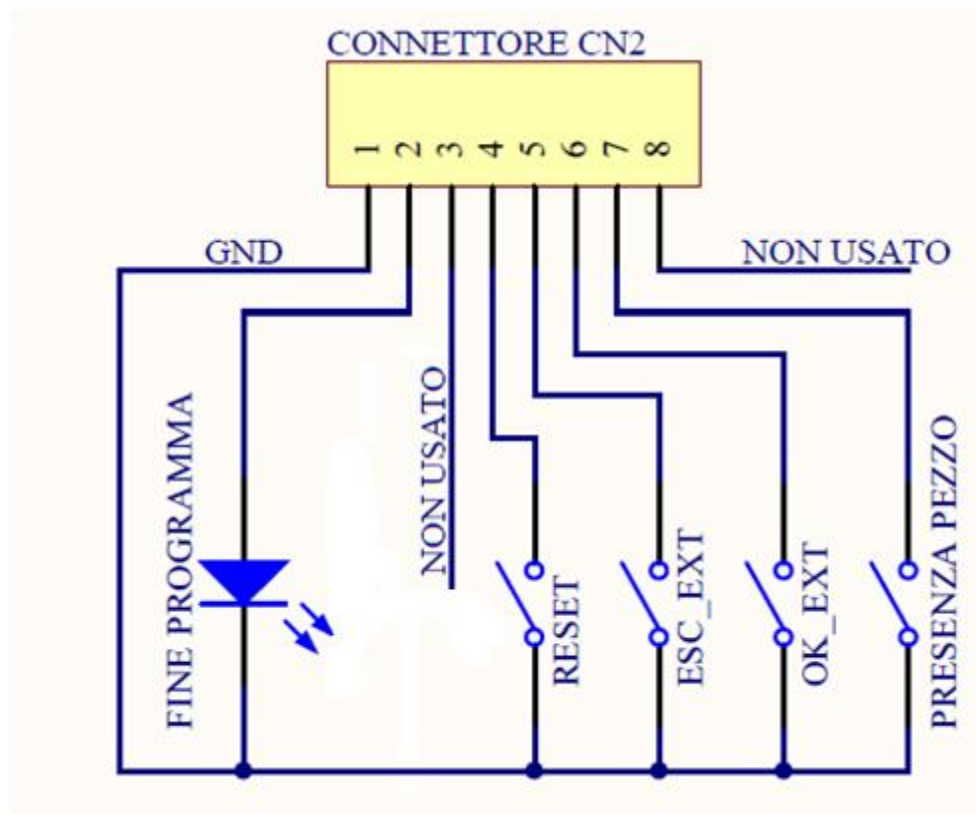 CONNETTORE CN2
1 2 3 4 5 6 7 8
GND
NON USATO
FINE PROGRAMMA
NON USATO
RESET
ESC_EXT
OK_EXT
PRESENZA PEZZO